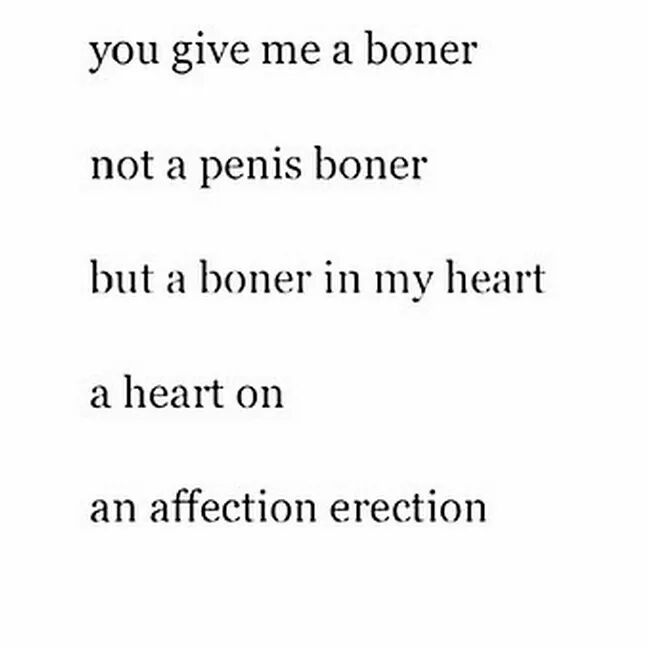 you give me a boner
not a penis boner
but a boner in my heart
a heart on
an affection erection